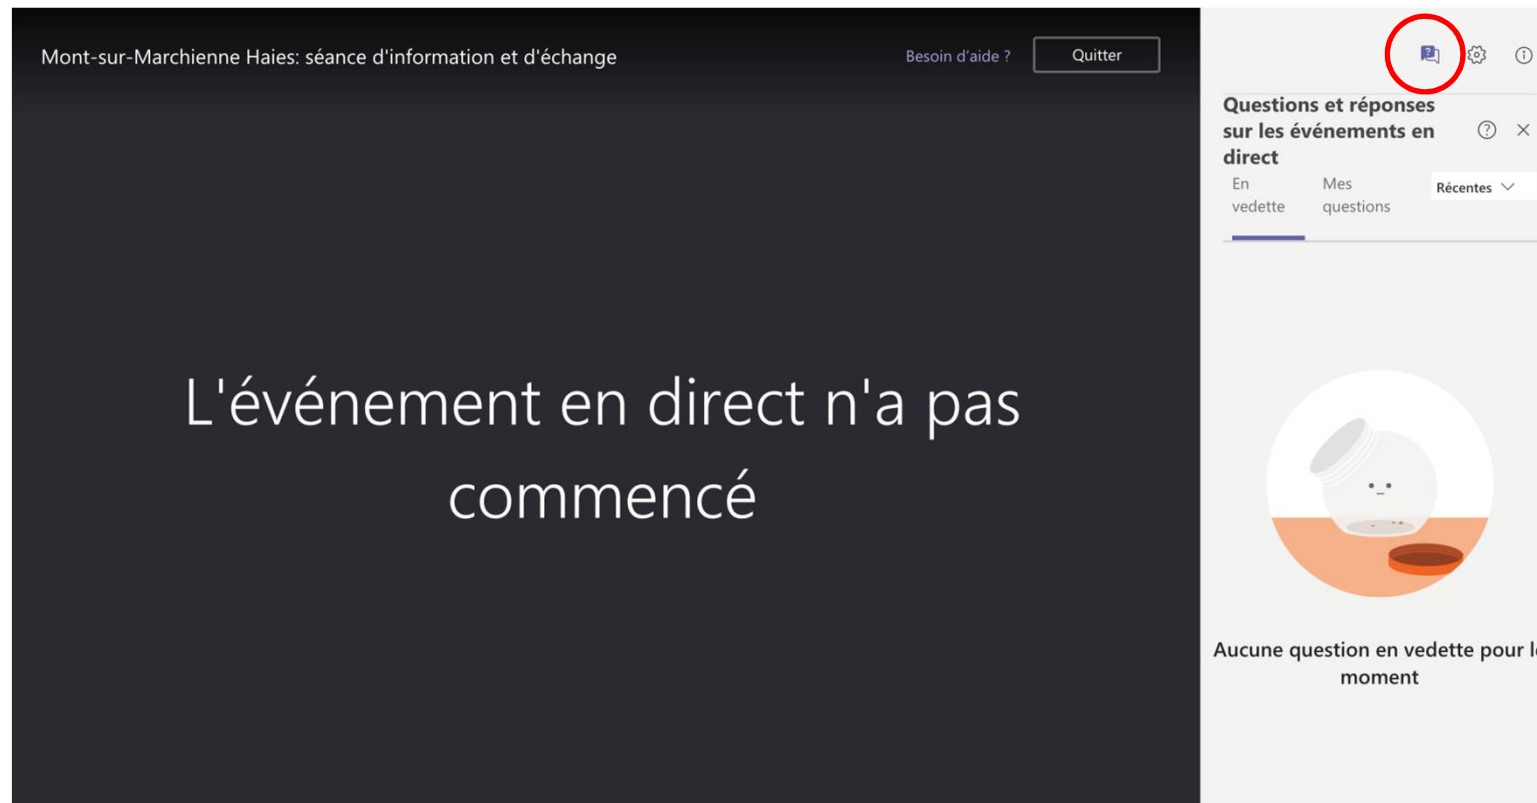 Mont-sur-Marchienne Haies: séance d'information et d'échange
Besoin d'aide ?
Quitter
L'événement en direct n'a pas
commencé
Questions et réponses
sur les événements en
direct
En
vedette
Mes
questions
Récentes
Aucune question en vedette pour
moment